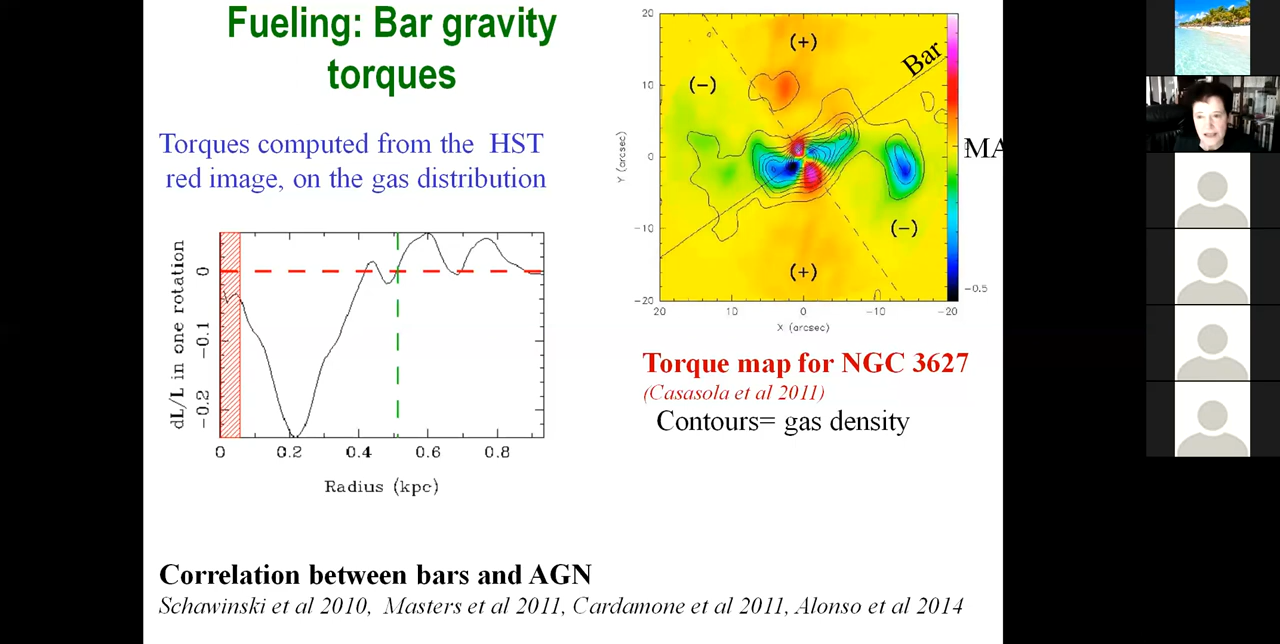 Fueling: Bar gravity
torques
Torques computed from the HST
red image, on the gas distribution
dL/L in one rotation
0
−0.1
−0.2
0
0.2
0.4
0.6
0.8
Radius (kpc)
20
10
0
−10
−20
Y (arcsec)
(+)
(−)
Bar
(−)
(+)
MA
−0.5
20
10
0
−10
−20
X (arcsec)
Torque map for NGC 3627
(Casasola et al 2011)
Contours= gas density
Correlation between bars and AGN
Schawinski et al 2010, Masters et al 2011, Cardamone et al 2011, Alonso et al 2014